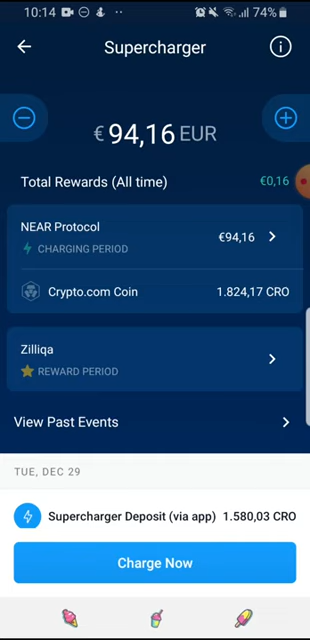 10:14 74%
Supercharger
€ 94,16 EUR
Total Rewards (All time) €0,16
NEAR Protocol
CHARGING PERIOD
€94,16
Crypto.com Coin 1.824,17 CRO
Zilliqa
REWARD PERIOD
View Past Events
TUE, DEC 29
Supercharger Deposit (via app) 1.580,03 CRO
Charge Now